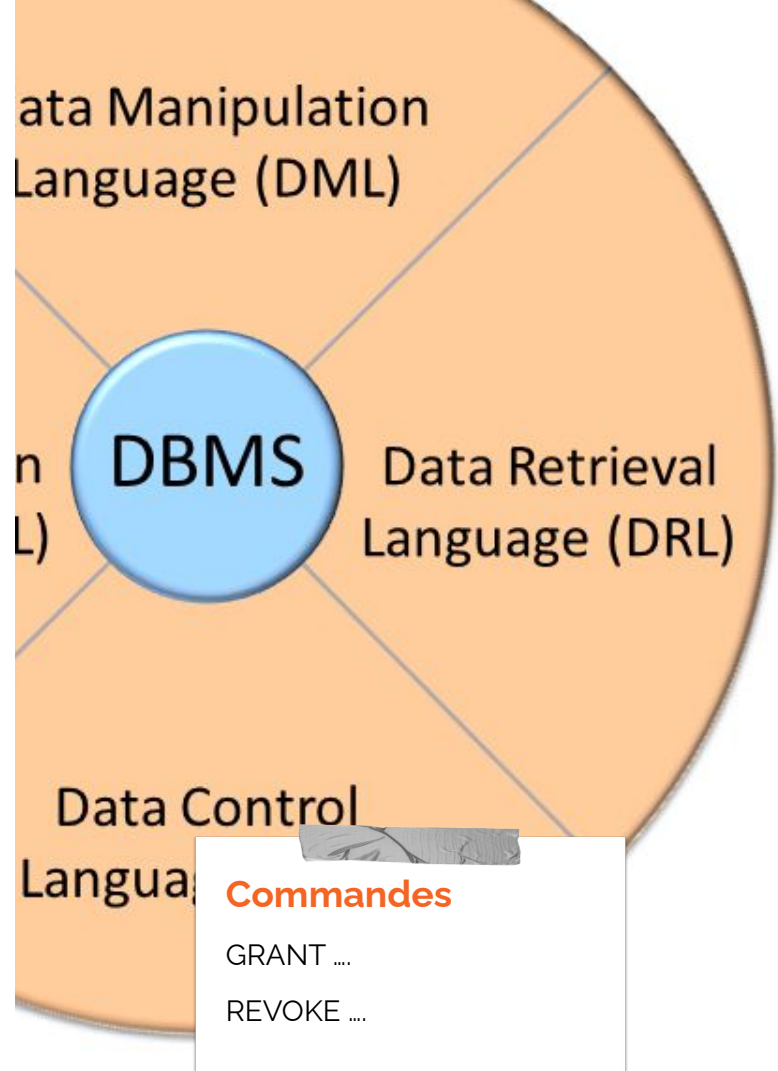 ata Manipulation
Language (DML)
n
L)
DBMS
Data Retrieval
Language (DRL)
Data Control
Langua
Commandes
GRANT ....
REVOKE ....